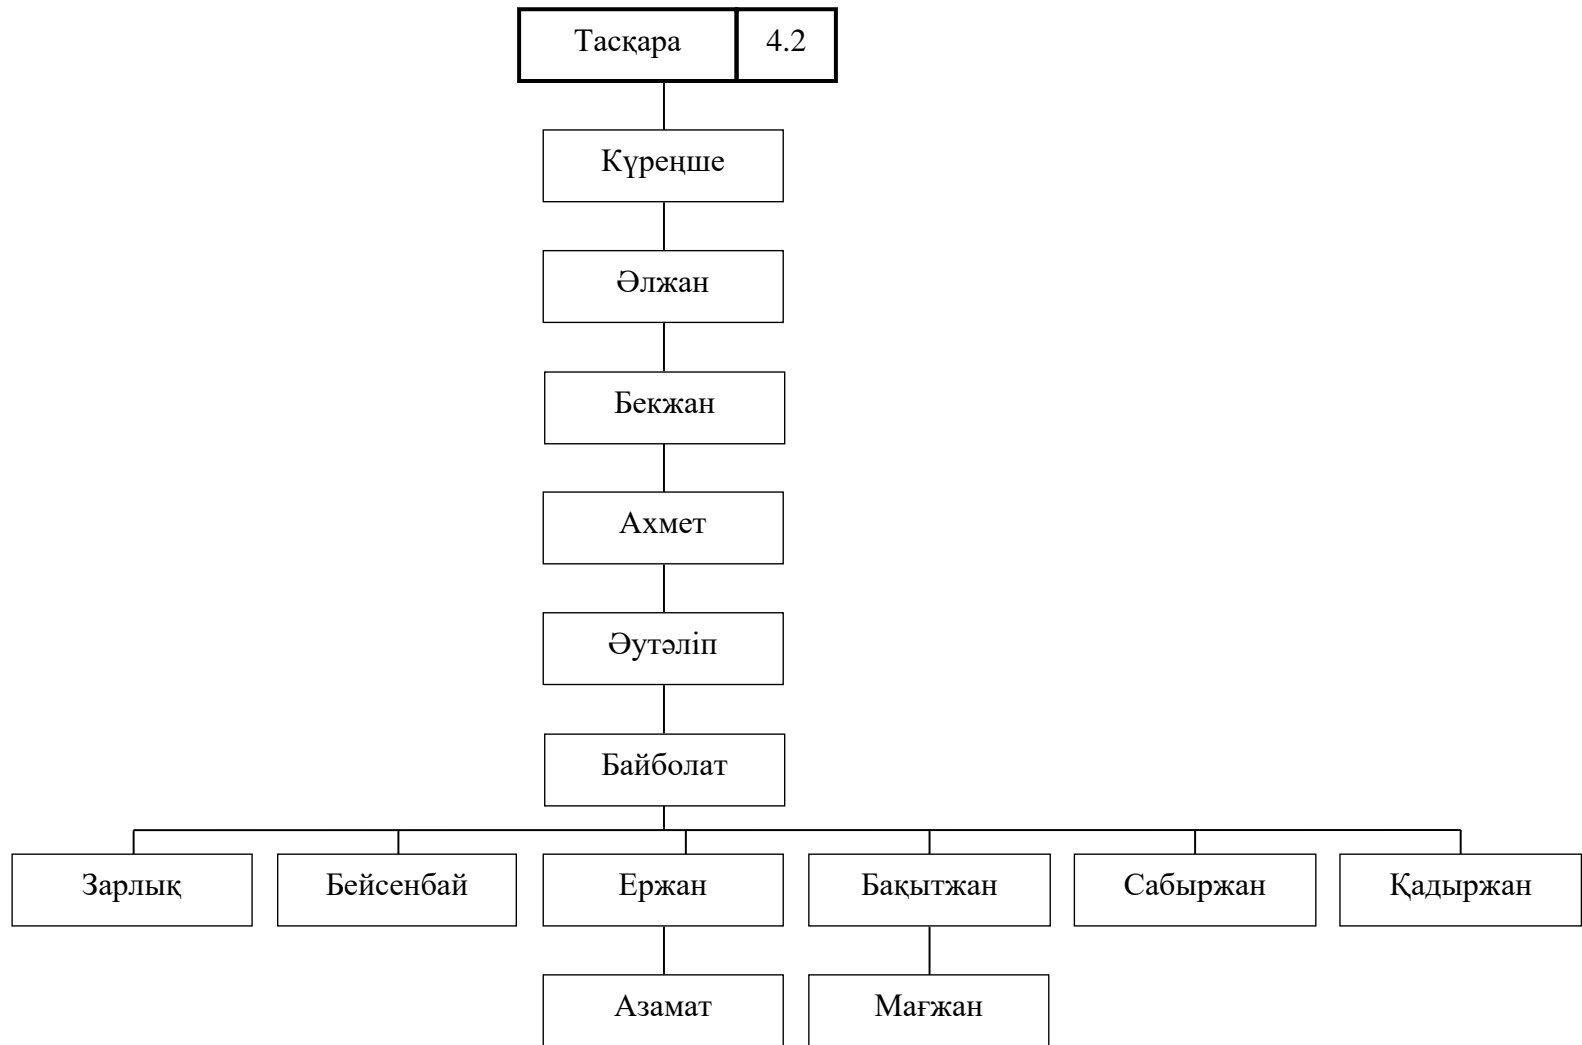 Тасқара 4.2
Күреңше
Әлжан
Бекжан
Ахмет
Әутәліп
Байболат
Зарлық Бейсенбай Ержан Бақытжан Сабыржан Қадыржан
Азамат Мағжан